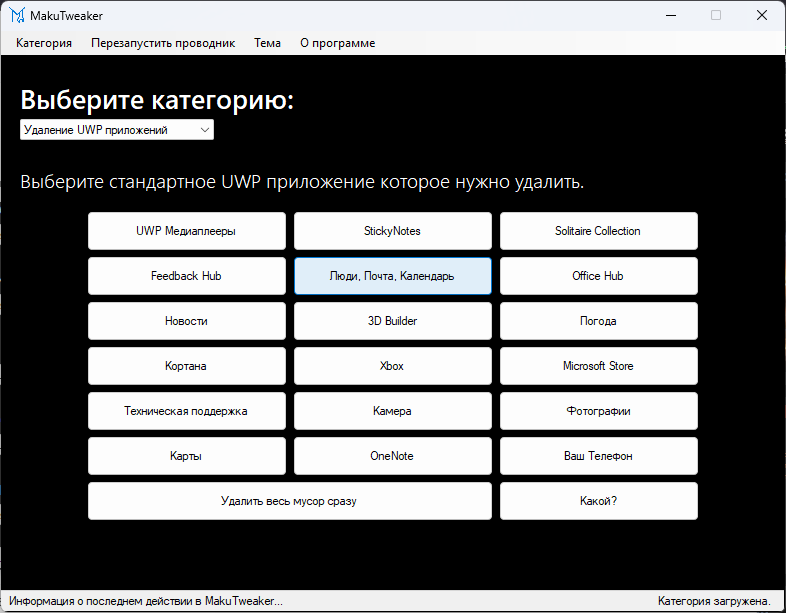 MakuTweaker
Категория Перезапустить проводник Тема О программе
Выберите категорию:
Удаление UWP приложений
Выберите стандартное UWP приложение которое нужно удалить.
UWP Медиаплееры StickyNotes Solitaire Collection
Feedback Hub Люди, Почта, Календарь Office Hub
Новости 3D Builder Погода
Кортана Xbox Microsoft Store
Техническая поддержка Камера Фотографии
Карты OneNote Ваш Телефон
Удалить весь мусор сразу Какой?
Информация о последнем действии в MakuTweaker... Категория загружена.